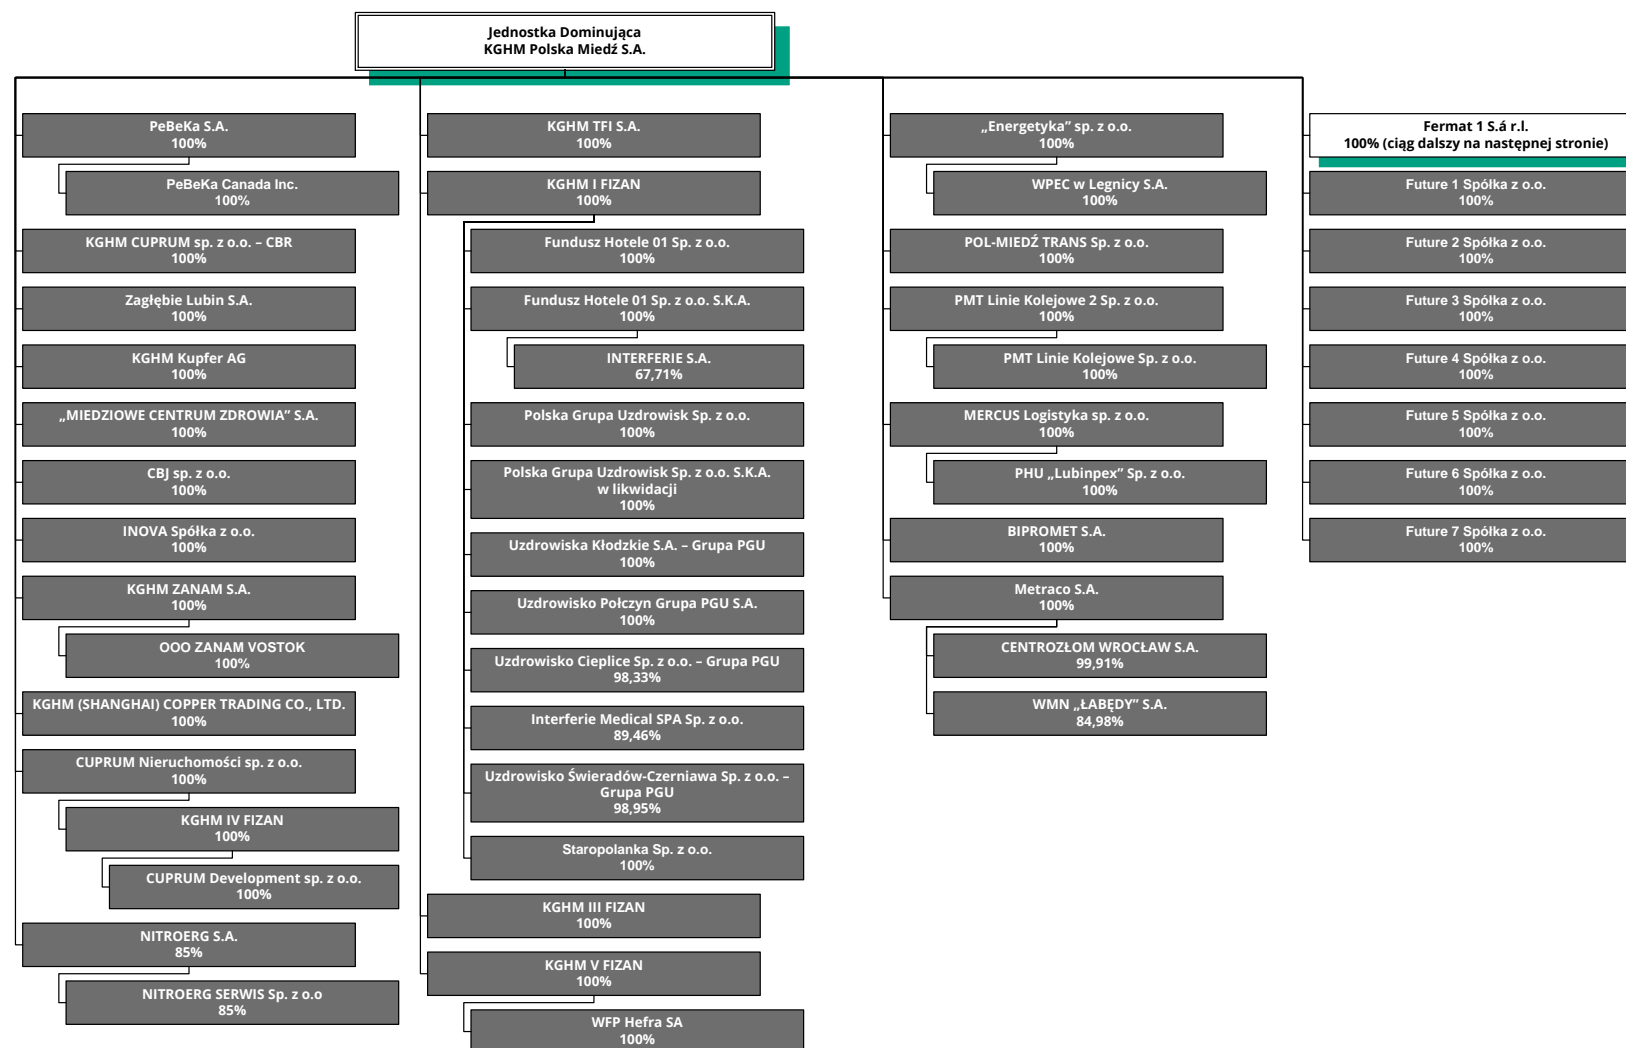 Jednostka Dominująca
KGHM Polska Miedź S.A.
PeBeKa S.A.
100%
PeBeKa Canada Inc.
100%
KGHM CUPRUM sp. z o.o. – CBR
100%
Zagłębie Lubin S.A.
100%
KGHM Kupfer AG
100%
„MIEDZIOWE CENTRUM ZDROWIA” S.A.
100%
CBJ sp. z o.o.
100%
INOVA Spółka z o.o.
100%
KGHM ZANAM S.A.
100%
OOO ZANAM VOSTOK
100%
KGHM (SHANGHAI) COPPER TRADING CO., LTD.
100%
CUPRUM Nieruchomości sp. z o.o.
100%
KGHM IV FIZAN
100%
CUPRUM Development sp. z o.o.
100%
NITROERG S.A.
85%
NITROERG SERWIS Sp. z o.o
85%
KGHM TFI S.A.
100%
KGHM I FIZAN
100%
Fundusz Hotele 01 Sp. z o.o.
100%
Fundusz Hotele 01 Sp. z o.o. S.K.A.
100%
INTERFERIE S.A.
67,71%
Polska Grupa Uzdrowisk Sp. z o.o.
100%
Polska Grupa Uzdrowisk Sp. z o.o. S.K.A.
w likwidacji
100%
Uzdrowiska Kłodzkie S.A. – Grupa PGU
100%
Uzdrowisko Połczyn Grupa PGU S.A.
100%
Uzdrowisko Cieplice Sp. z o.o. – Grupa PGU
98,33%
Interferie Medical SPA Sp. z o.o.
89,46%
Uzdrowisko Świeradów-Czerniawa Sp. z o.o. –
Grupa PGU
98,95%
Staropolanka Sp. z o.o.
100%
KGHM III FIZAN
100%
KGHM V FIZAN
100%
WFP Hefra SA
100%
„Energetyka” sp. z o.o.
100%
WPEC w Legnicy S.A.
100%
POL-MIEDŹ TRANS Sp. z o.o.
100%
PMT Linie Kolejowe 2 Sp. z o.o.
100%
PMT Linie Kolejowe Sp. z o.o.
100%
MERCUS Logistyka sp. z o.o.
100%
PHU „Lubinpex” Sp. z o.o.
100%
BIPROMET S.A.
100%
Metraco S.A.
100%
CENTROZŁOM WROCŁAW S.A.
99,91%
WMN „ŁABĘDY” S.A.
84,98%
Fermat 1 S.á r.l.
100% (ciąg dalszy na następnej stronie)
Future 1 Spółka z o.o.
100%
Future 2 Spółka z o.o.
100%
Future 3 Spółka z o.o.
100%
Future 4 Spółka z o.o.
100%
Future 5 Spółka z o.o.
100%
Future 6 Spółka z o.o.
100%
Future 7 Spółka z o.o.
100%